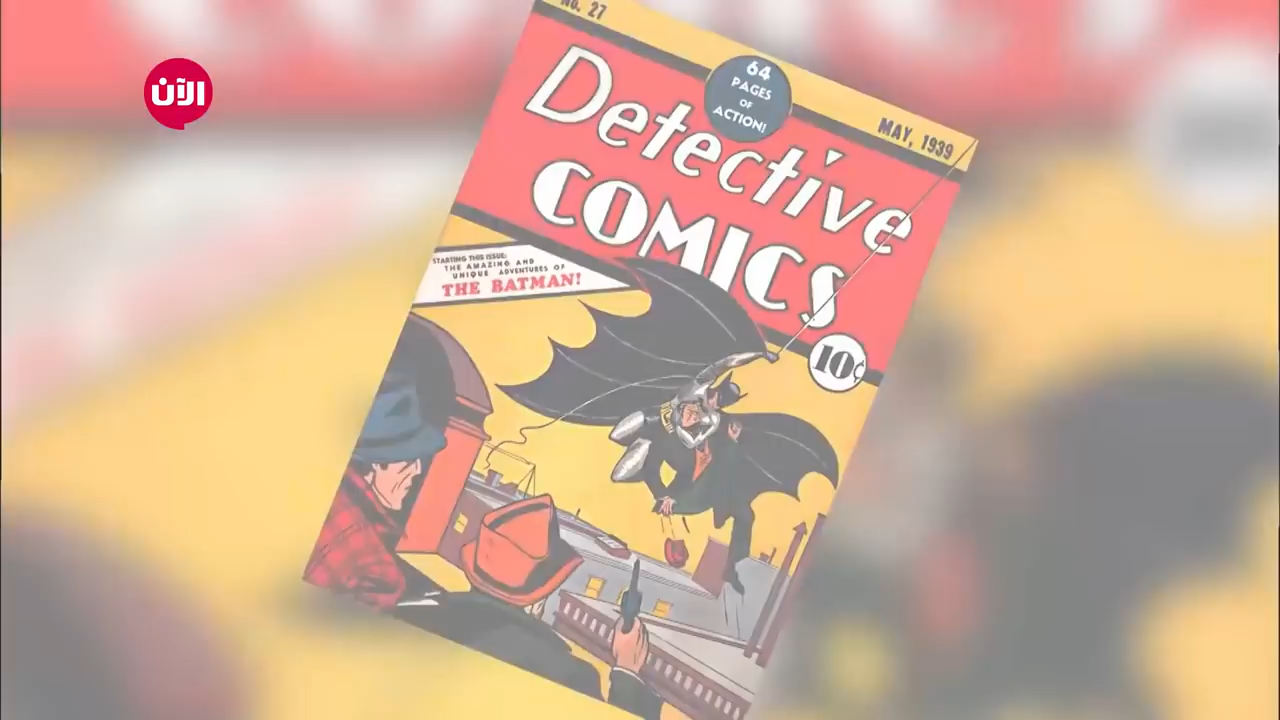 الآن
No. 27
64
PAGES
OF
ACTION!
MAY, 1939
Detective
COMICS
STARTING THIS ISSUE:
THE AMAZING AND
UNIQUE ADVENTURES OF
THE BATMAN!
10¢